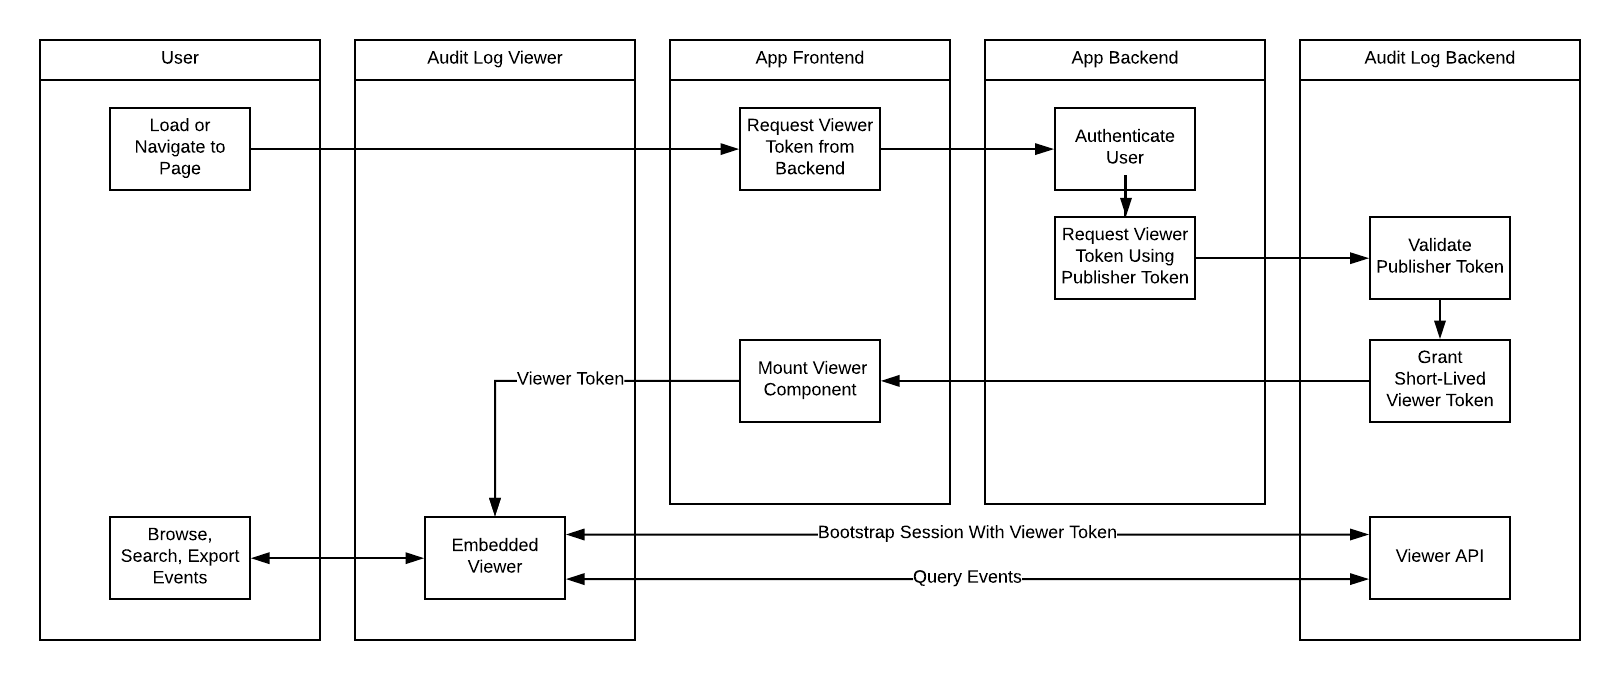 User
Audit Log Viewer
App Frontend
App Backend
Audit Log Backend
Load or
Navigate to
Page
Request Viewer
Token from
Backend
Authenticate
User
Request Viewer
Token Using
Publisher Token
Validate
Publisher Token
Grant
Short-Lived
Viewer Token
Mount Viewer
Component
Viewer Token
Browse,
Search, Export
Events
Embedded
Viewer
Bootstrap Session With Viewer Token
Query Events
Viewer API